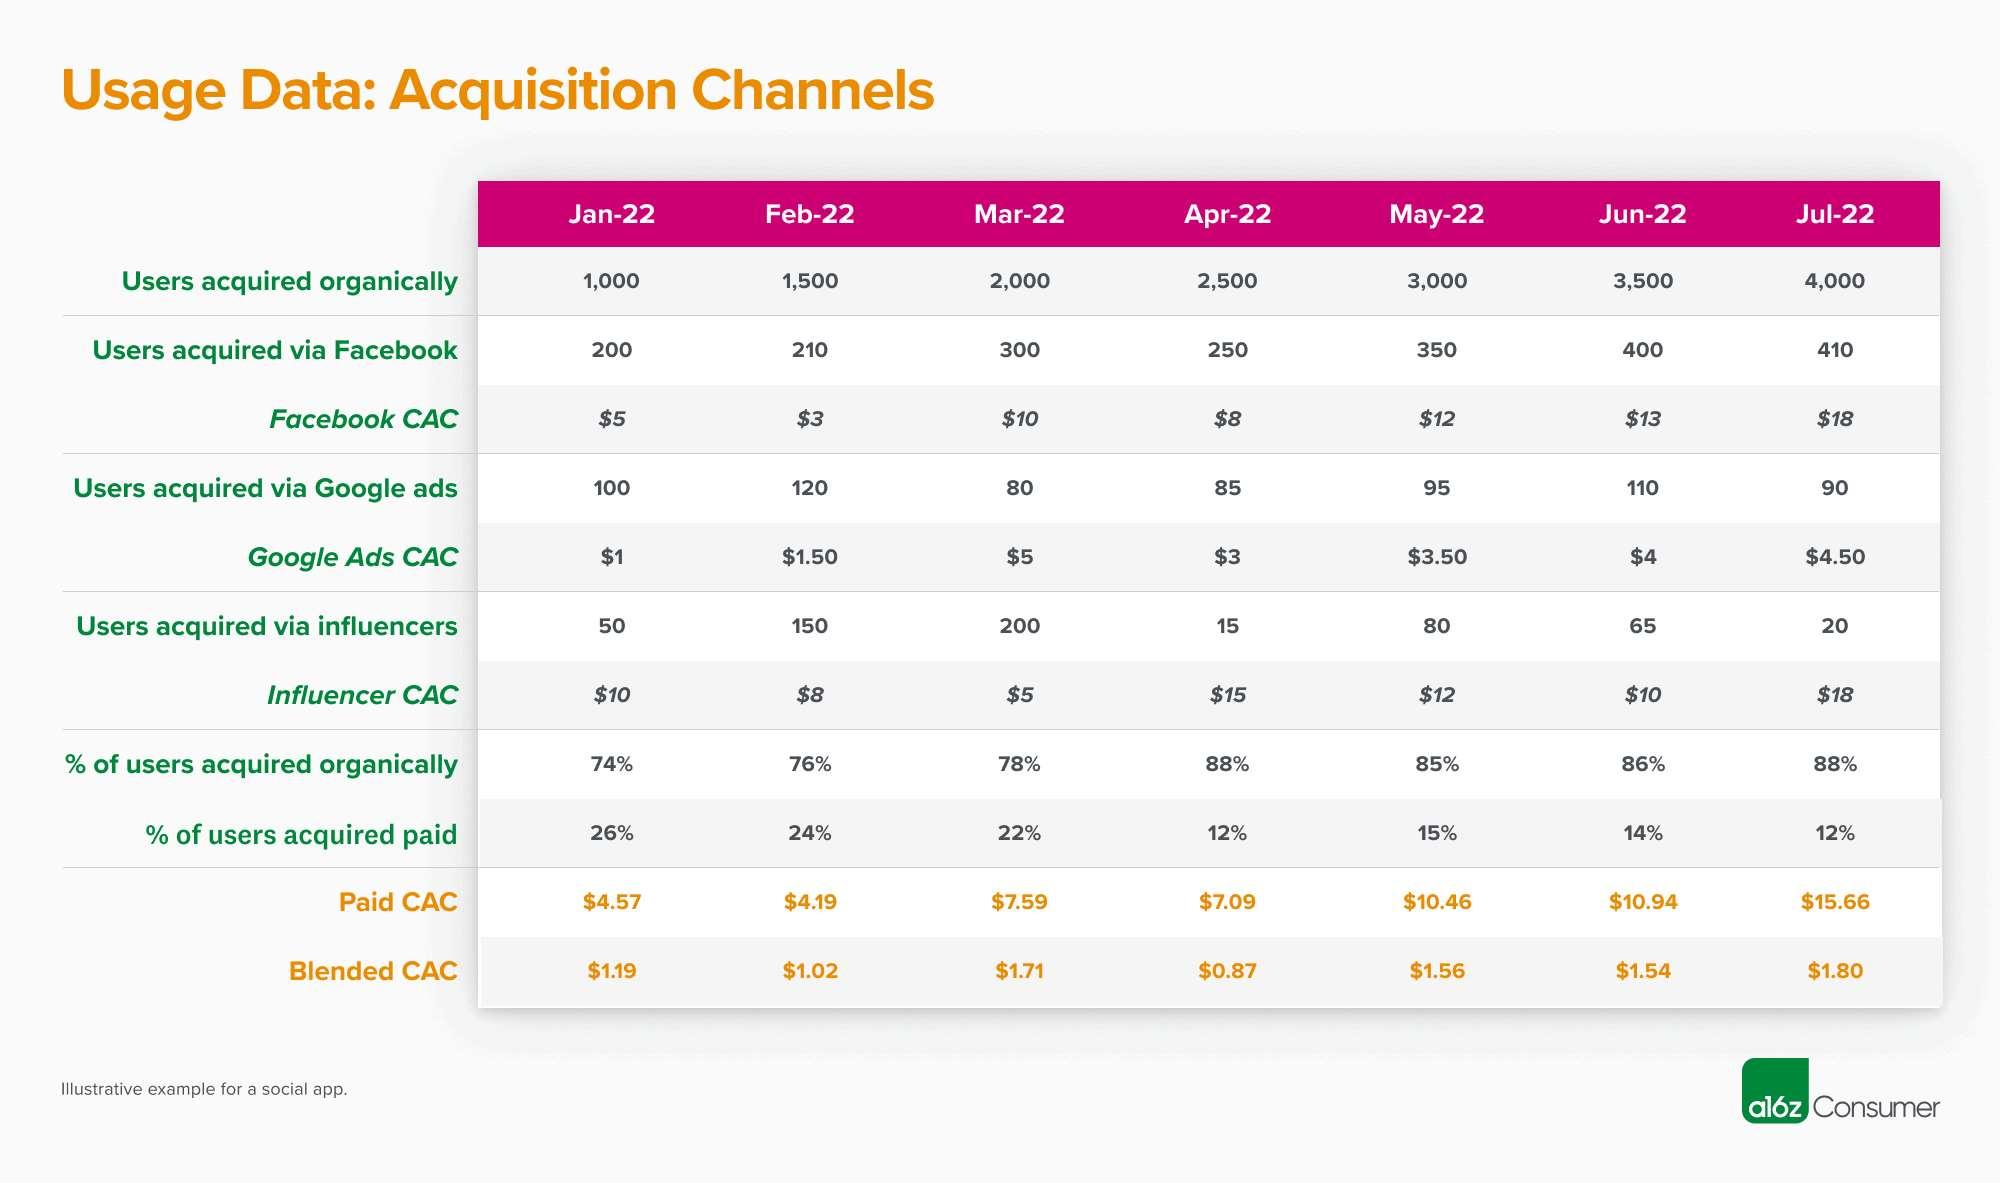 Usage Data: Acquisition Channels
Jan-22 Feb-22 Mar-22 Apr-22 May-22 Jun-22 Jul-22
Users acquired organically 1,000 1,500 2,000 2,500 3,000 3,500 4,000
Users acquired via Facebook 200 210 300 250 350 400 410
Facebook CAC $5 $3 $10 $8 $12 $13 $18
Users acquired via Google ads 100 120 80 85 95 110 90
Google Ads CAC $1 $1.50 $5 $3 $3.50 $4 $4.50
Users acquired via influencers 50 150 200 15 80 65 20
Influencer CAC $10 $8 $5 $15 $12 $10 $18
% of users acquired organically 74% 76% 78% 88% 85% 86% 88%
% of users acquired paid 26% 24% 22% 12% 15% 14% 12%
Paid CAC $4.57 $4.19 $7.59 $7.09 $10.46 $10.94 $15.66
Blended CAC $1.19 $1.02 $1.71 $0.87 $1.56 $1.54 $1.80
Illustrative example for a social app.
a16z Consumer